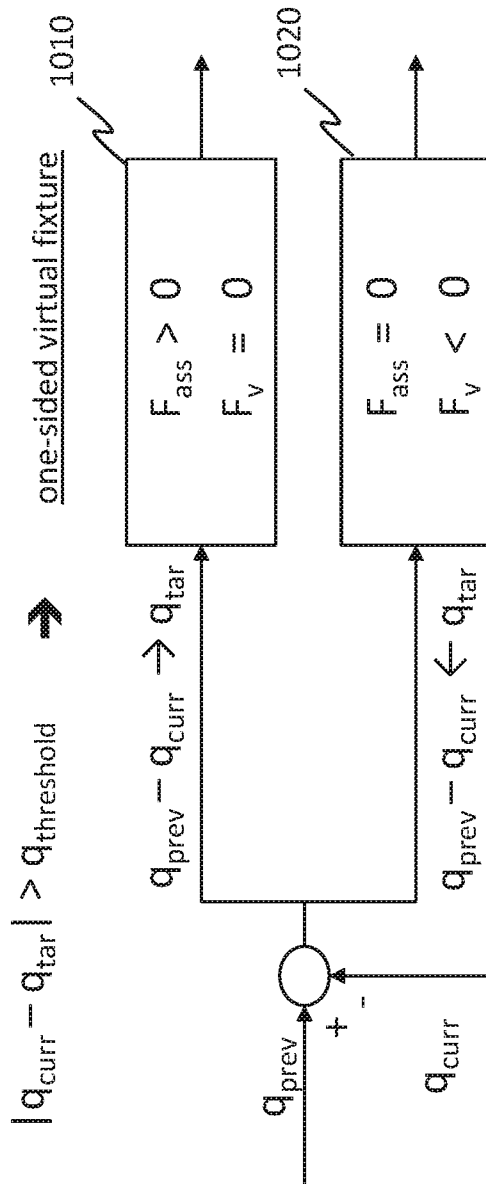 |q_curr – q_tar| > q_threshold ➔ one-sided virtual fixture
1010
q_prev – q_curr → q_tar
F_ass > 0
F_v = 0
q_prev
+
-
q_curr
1020
q_prev – q_curr ← q_tar
F_ass = 0
F_v < 0